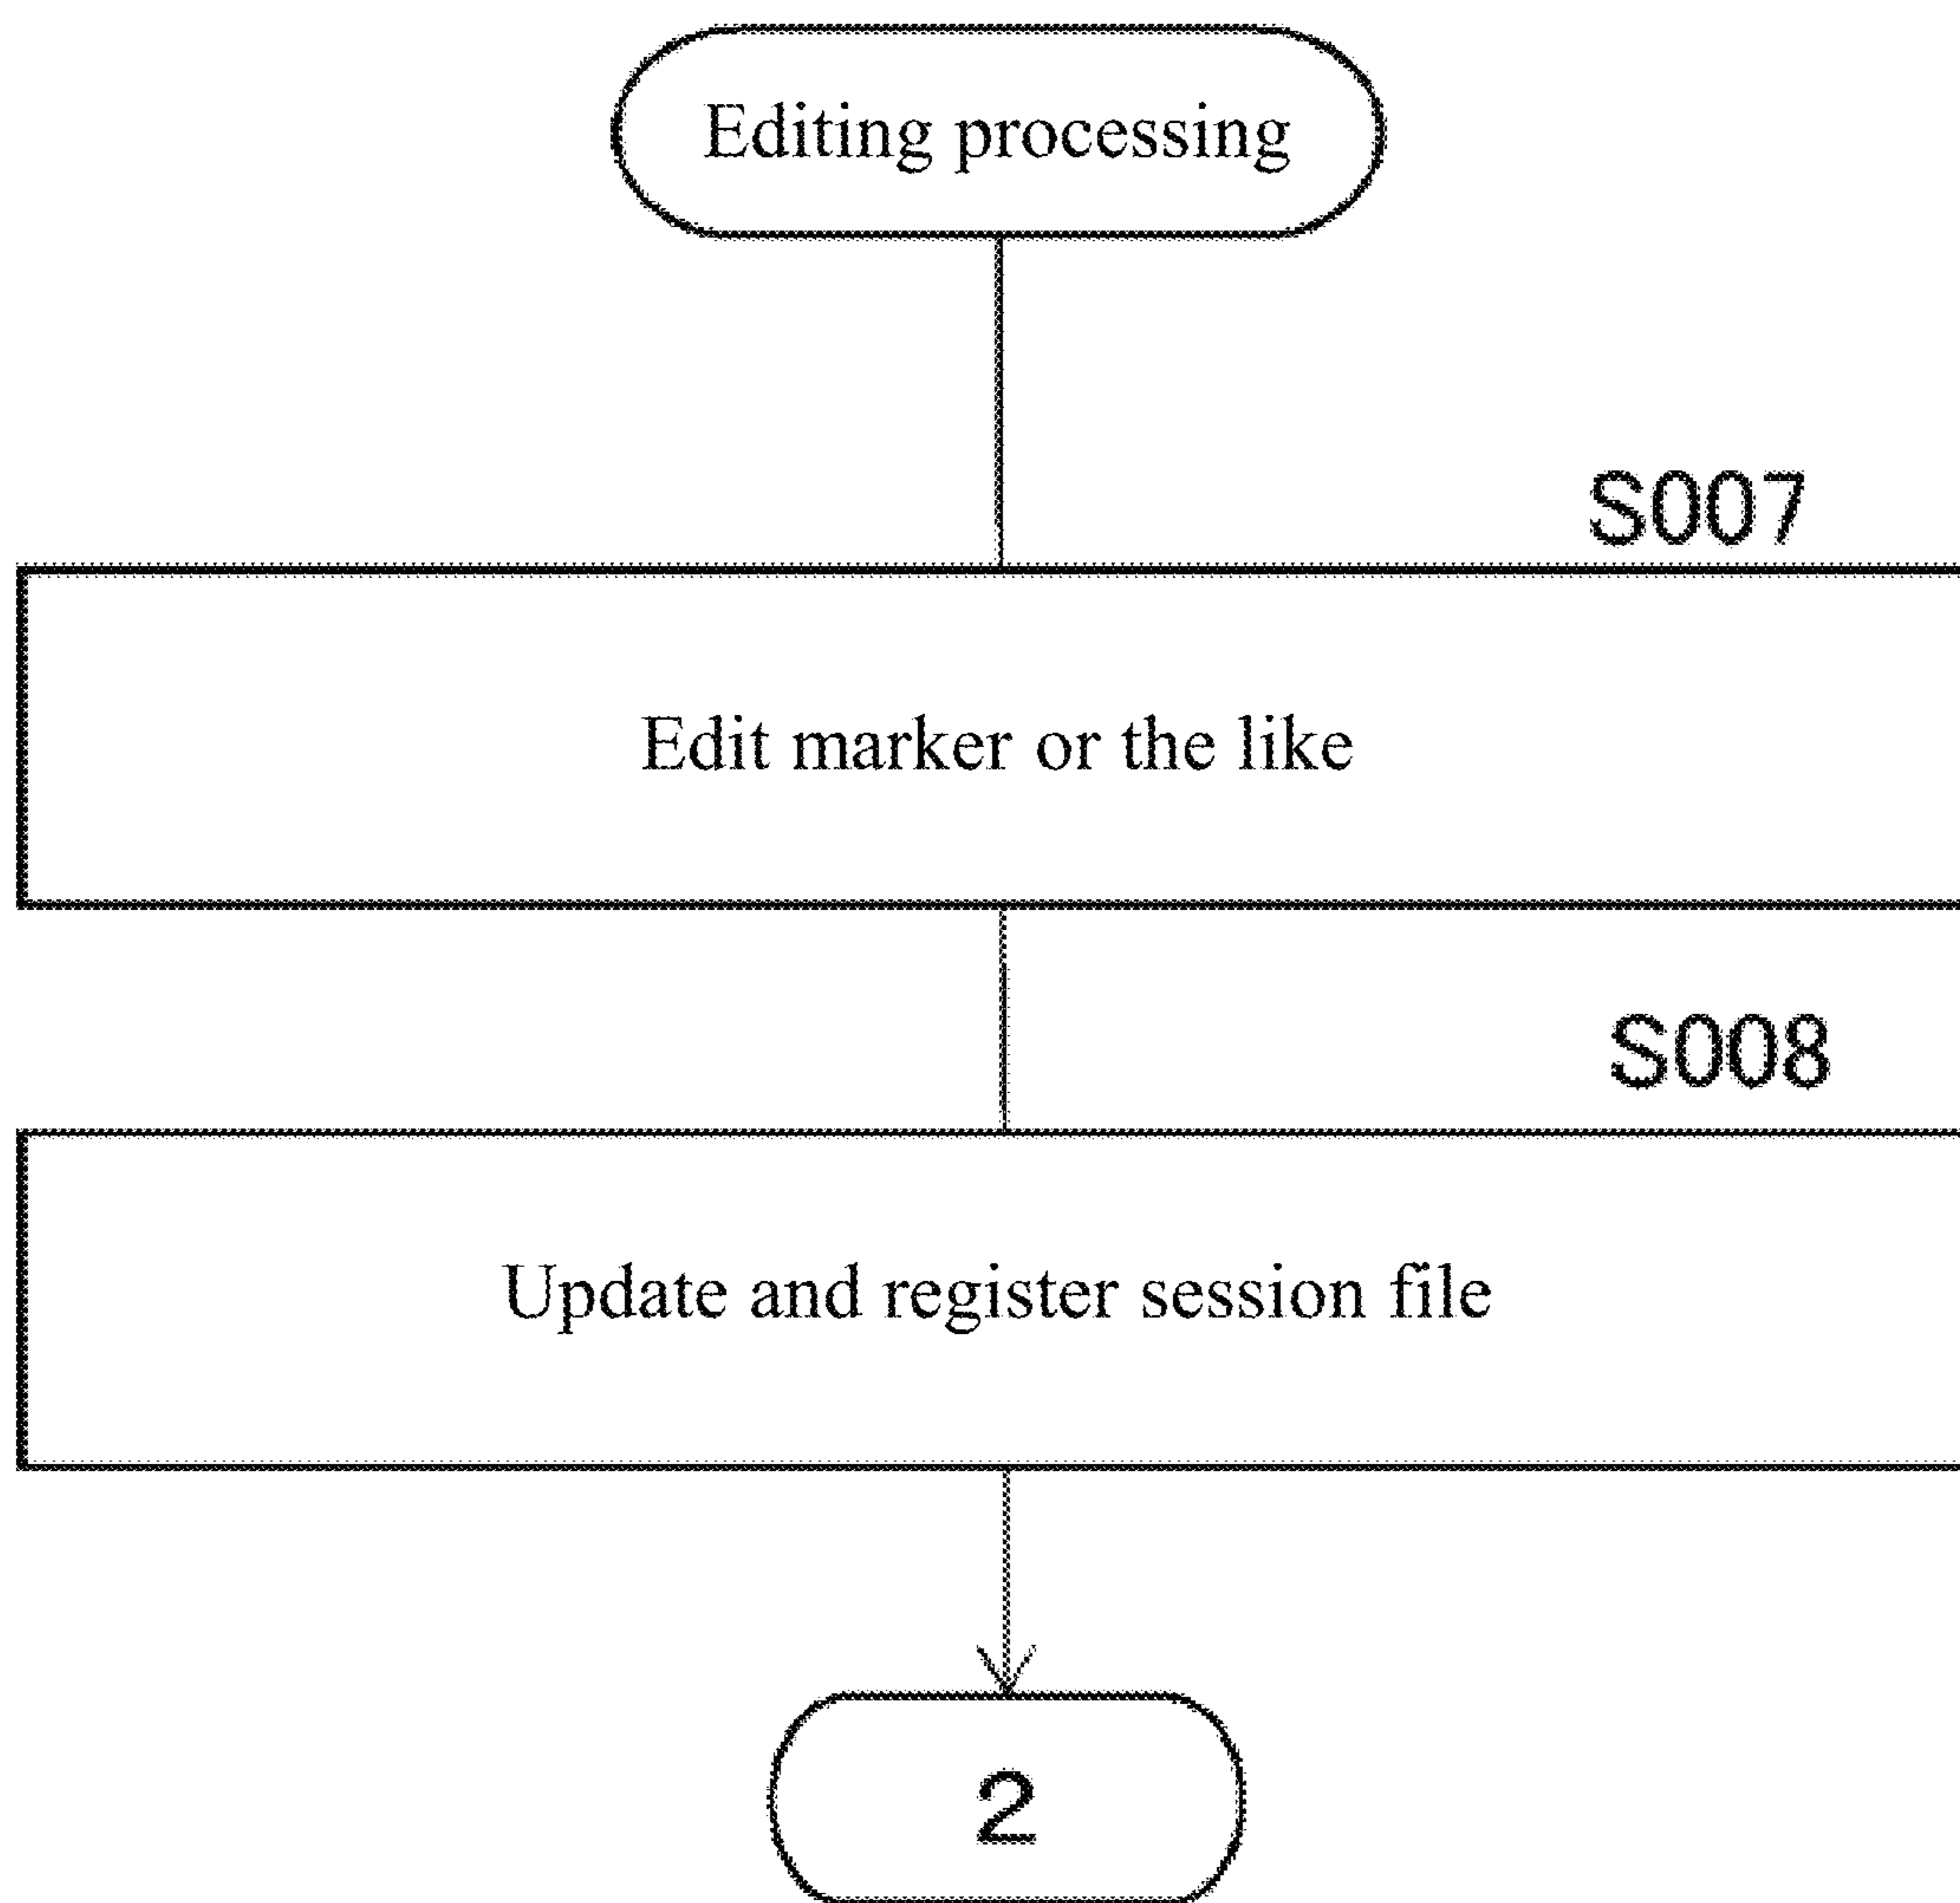 Editing processing
S007
Edit marker or the like
S008
Update and register session file
2